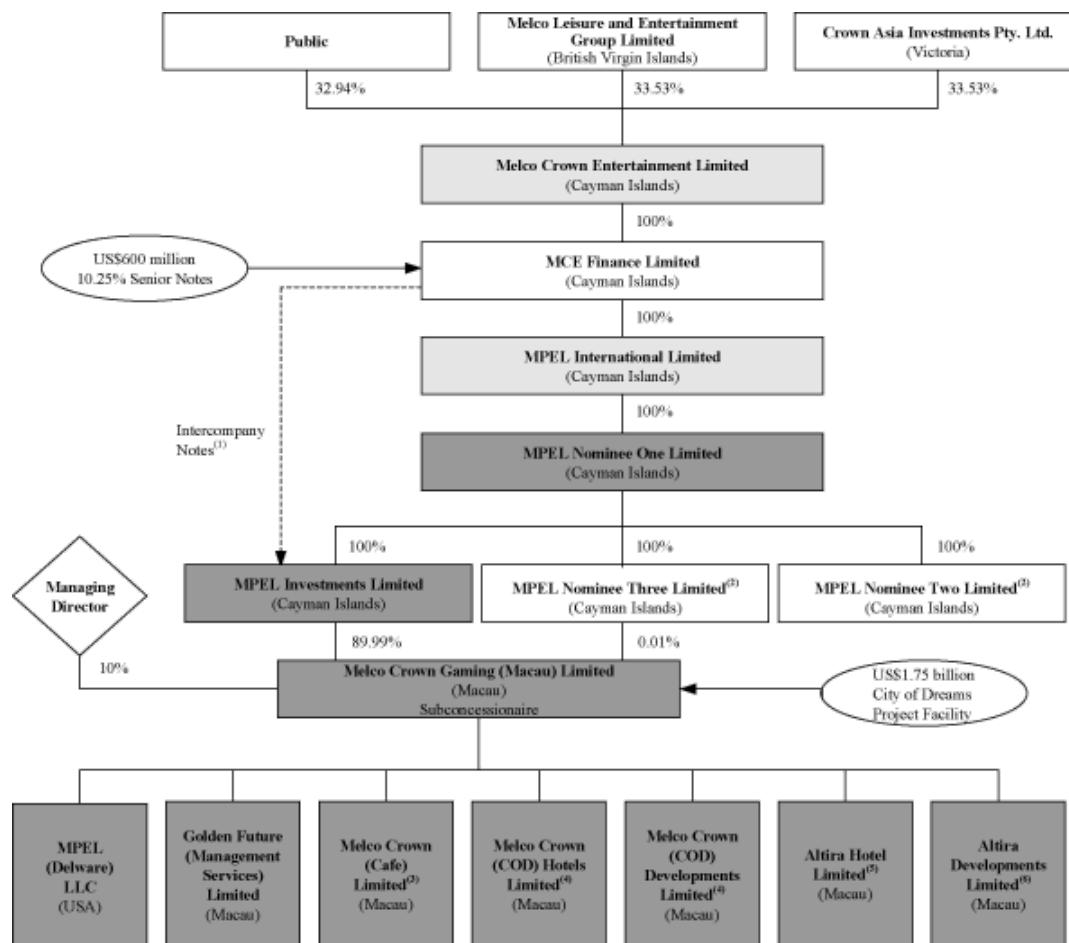 Public
Melco Leisure and Entertainment
Group Limited
(British Virgin Islands)
Crown Asia Investments Pty. Ltd.
(Victoria)
32.94%
33.53%
33.53%
Melco Crown Entertainment Limited
(Cayman Islands)
100%
US$600 million
10.25% Senior Notes
MCE Finance Limited
(Cayman Islands)
100%
MPEL International Limited
(Cayman Islands)
100%
Intercompany
Notes(1)
MPEL Nominee One Limited
(Cayman Islands)
100%
100%
100%
Managing
Director
MPEL Investments Limited
(Cayman Islands)
MPEL Nominee Three Limited(2)
(Cayman Islands)
MPEL Nominee Two Limited(2)
(Cayman Islands)
89.99%
0.01%
10%
Melco Crown Gaming (Macau) Limited
(Macau)
Subconcessionaire
US$1.75 billion
City of Dreams
Project Facility
MPEL
(Delware)
LLC
(USA)
Golden Future
(Management
Services)
Limited
(Macau)
Melco Crown
(Cafe)
Limited(3)
(Macau)
Melco Crown
(COD) Hotels
Limited(4)
(Macau)
Melco Crown
(COD)
Developments
Limited(4)
(Macau)
Altira Hotel
Limited(5)
(Macau)
Altira
Developments
Limited(6)
(Macau)